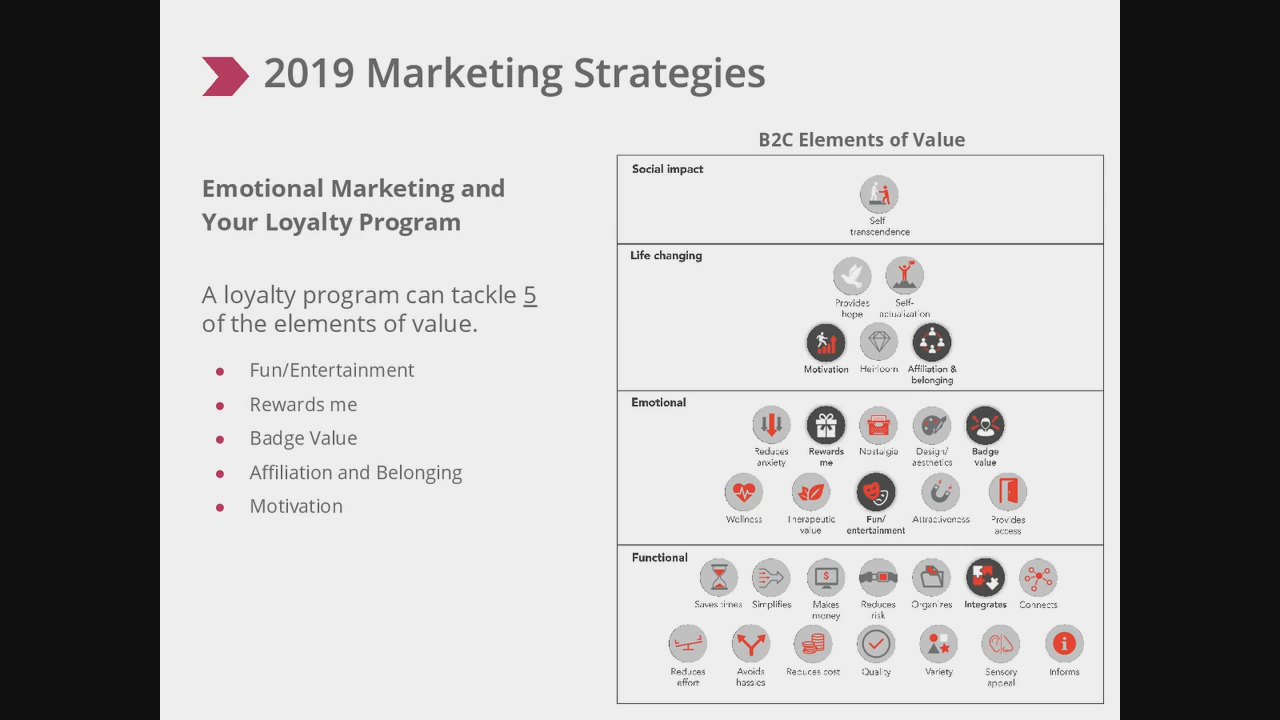 2019 Marketing Strategies
Emotional Marketing and
Your Loyalty Program
A loyalty program can tackle 5
of the elements of value.
Fun/Entertainment
Rewards me
Badge Value
Affiliation and Belonging
Motivation
B2C Elements of Value
Social impact
Self
transcendence
Life changing
Provides
hope
Self-
actualization
Motivation
Heirloom
Affiliation &
belonging
Emotional
Reduces
anxiety
Rewards
me
Nostalgia
Design/
aesthetics
Badge
value
Wellness
Therapeutic
value
Fun/
entertainment
Attractiveness
Provides
access
Functional
Saves times
Simplifies
Makes
money
Reduces
risk
Organizes
Integrates
Connects
Reduces
effort
Avoids
hassles
Reduces cost
Quality
Variety
Sensory
appeal
Informs